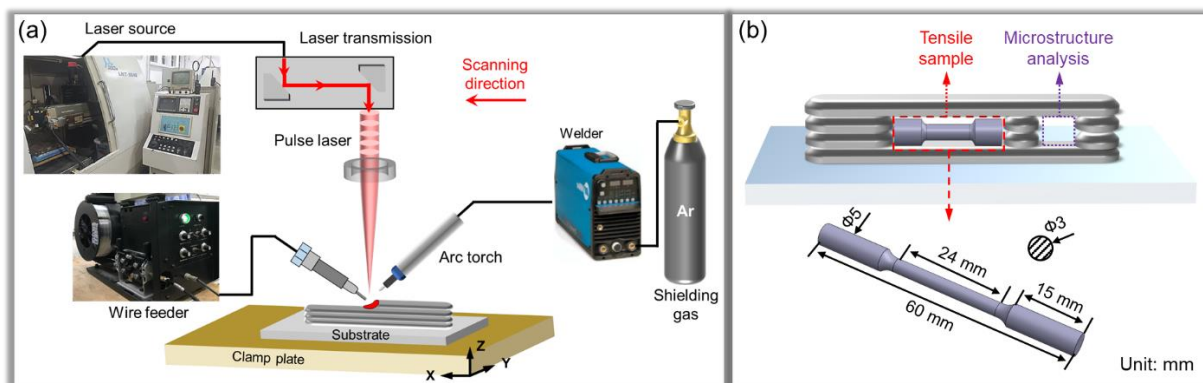 (a)
Laser source
Laser transmission
Scanning
direction
Pulse laser
Welder
Ar
Arc torch
Wire feeder
Shielding
gas
Substrate
Clamp plate
Z
X
Y
(b)
Tensile
sample
Microstructure
analysis
Φ5
Φ3
24 mm
15 mm
60 mm
Unit: mm